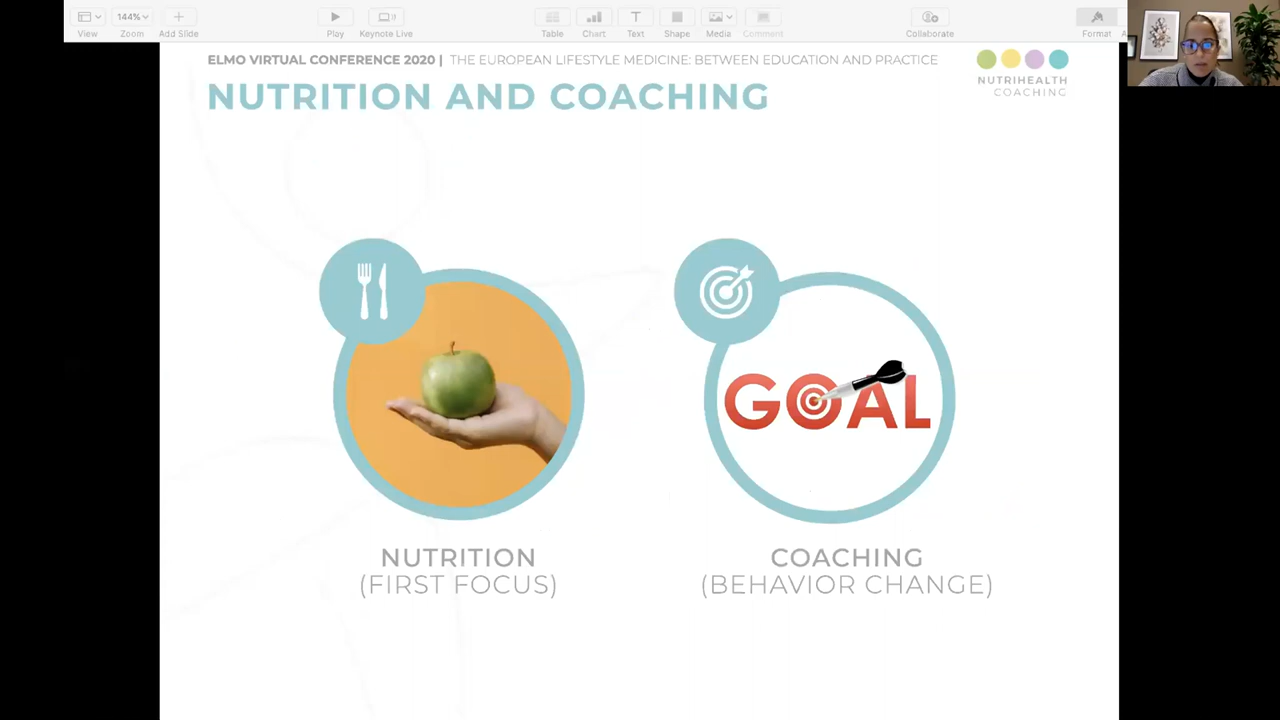 View
144%
Zoom
Add Slide
Play
Keynote Live
Table
Chart
Text
Shape
Media
Comment
Collaborate
Format
ELMO VIRTUAL CONFERENCE 2020 | THE EUROPEAN LIFESTYLE MEDICINE: BETWEEN EDUCATION AND PRACTICE
NUTRITION AND COACHING
NUTRIHEALTH
COACHING
GOAL
NUTRITION
(FIRST FOCUS)
COACHING
(BEHAVIOR CHANGE)